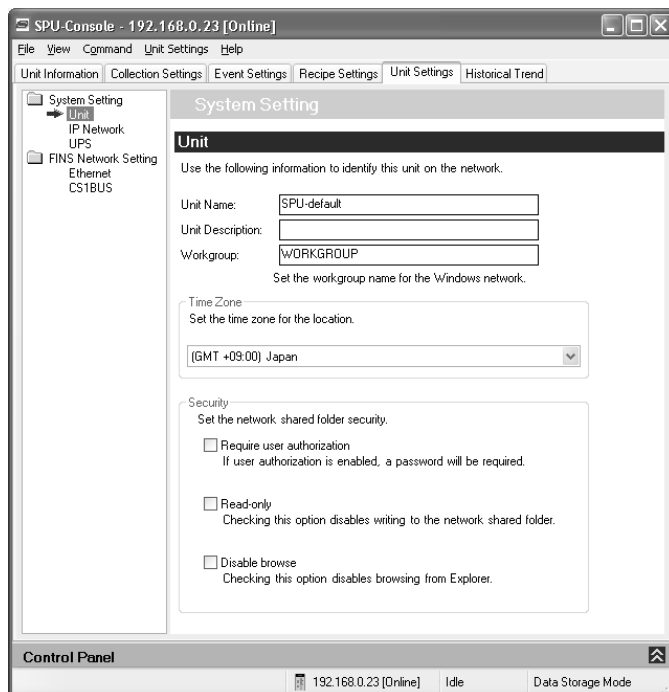 SPU-Console - 192.168.0.23 [Online]
File View Command Unit Settings Help
Unit Information Collection Settings Event Settings Recipe Settings Unit Settings Historical Trend
System Setting
Unit
IP Network
UPS
FINS Network Setting
Ethernet
CS1BUS
System Setting
Unit
Use the following information to identify this unit on the network.
Unit Name: SPU-default
Unit Description:
Workgroup: WORKGROUP
Set the workgroup name for the Windows network.
Time Zone
Set the time zone for the location.
(GMT +09:00) Japan
Security
Set the network shared folder security.
Require user authorization
If user authorization is enabled, a password will be required.
Read-only
Checking this option disables writing to the network shared folder.
Disable browse
Checking this option disables browsing from Explorer.
Control Panel
192.168.0.23 [Online] Idle Data Storage Mode